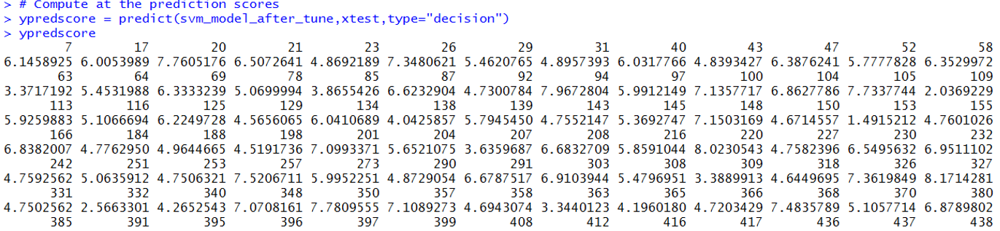 > # Compute at the prediction scores
> ypredscore = predict(svm_model_after_tune,xtest,type="decision")
> ypredscore
7 17 20 21 23 26 29 31 40 43 47 52 58
6.1458925 6.0053989 7.7605176 6.5072641 4.8692189 7.3480621 5.4620765 4.8957393 6.0317766 4.8393427 6.3876241 5.7777828 6.3529972
63 64 69 78 85 87 92 94 97 100 104 105 109
3.3717192 5.4531988 6.3333239 5.0699994 3.8655426 6.6232904 4.7300784 7.9672804 5.9912149 7.1357717 6.8627786 7.7337744 2.0369229
113 116 125 129 134 138 139 143 145 148 150 153 155
5.9259883 5.1066694 6.2249728 4.5656065 6.0410689 4.0425857 5.7945450 4.7552147 5.3692747 7.1503169 4.6714557 1.4915212 4.7601026
166 184 188 198 201 204 207 208 216 220 227 230 232
6.8382007 4.7762950 4.9644665 4.5191736 7.0993371 5.6521075 3.6359687 6.6832709 5.8591044 8.0230543 4.7582396 6.5495632 6.9511102
242 251 253 257 273 290 291 303 308 309 318 326 327
4.7592562 5.0635912 4.7506321 7.5206711 5.9952251 4.8729054 6.6787517 6.9103944 5.4796951 3.3889913 4.6449695 7.3619849 8.1714281
331 332 340 348 350 357 358 363 365 366 368 370 380
4.7502562 2.5663301 4.2652543 7.0708161 7.7809555 7.1089273 4.6943074 3.3440123 4.1960180 4.7203429 7.4835789 5.1057714 6.8789802
385 391 395 396 397 399 408 412 416 417 436 437 438